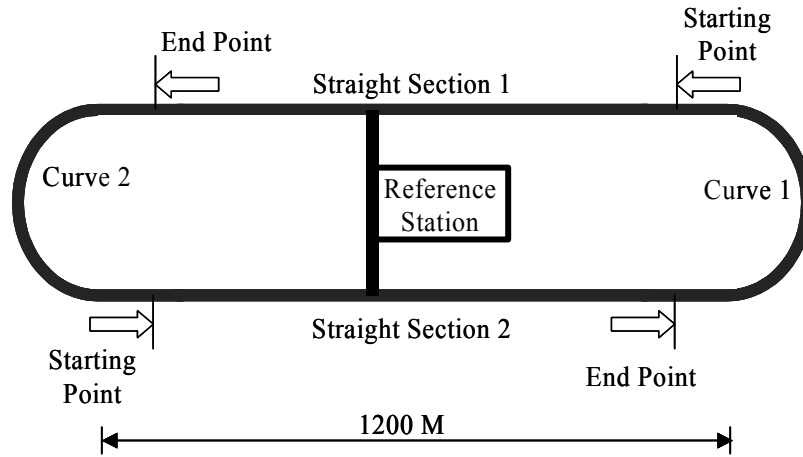 End Point
Starting
Point
Straight Section 1
Curve 2
Reference
Station
Curve 1
Straight Section 2
Starting
Point
End Point
1200 M